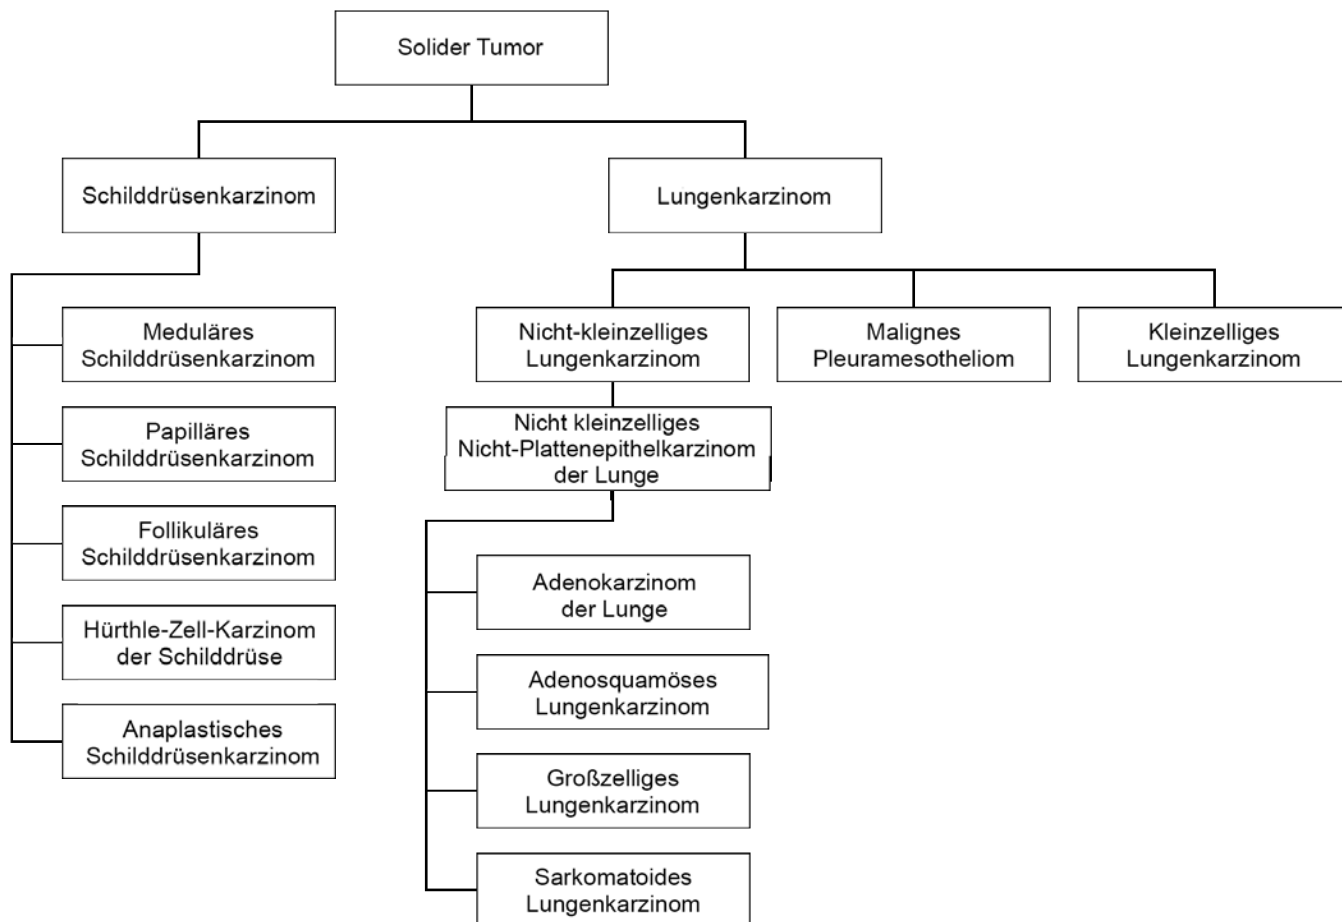 Solider Tumor
Schilddrüsenkarzinom
Lungenkarzinom
Meduläres
Schilddrüsenkarzinom
Papilläres
Schilddrüsenkarzinom
Follikuläres
Schilddrüsenkarzinom
Hürthle-Zell-Karzinom
der Schilddrüse
Anaplastisches
Schilddrüsenkarzinom
Nicht-kleinzelliges
Lungenkarzinom
Malignes
Pleuramesotheliom
Kleinzelliges
Lungenkarzinom
Nicht kleinzelliges
Nicht-Plattenepithelkarzinom
der Lunge
Adenokarzinom
der Lunge
Adenosquamöses
Lungenkarzinom
Großzelliges
Lungenkarzinom
Sarkomatoides
Lungenkarzinom